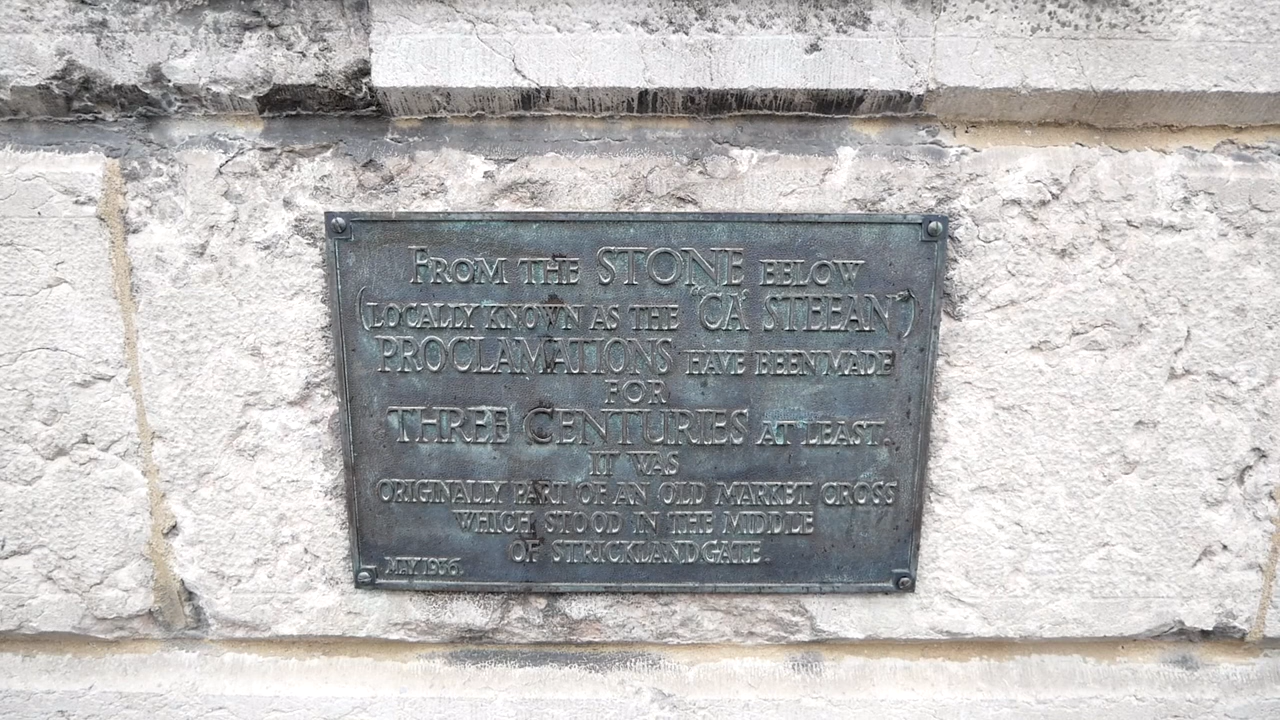 FROM THE STONE BELOW
(LOCALLY KNOWN AS THE "CA' STEEAN")
PROCLAMATIONS HAVE BEEN MADE
FOR
THREE CENTURIES AT LEAST.
IT WAS
ORIGINALLY PART OF AN OLD MARKET CROSS
WHICH STOOD IN THE MIDDLE
OF STRICKLANDGATE.
MAY 1936.